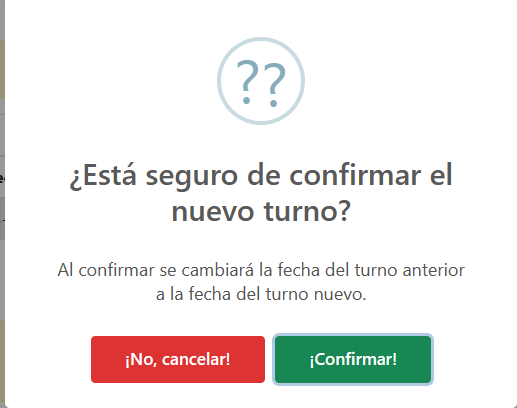 ??
¿Está seguro de confirmar el
nuevo turno?
Al confirmar se cambiará la fecha del turno anterior
a la fecha del turno nuevo.
¡No, cancelar!
¡Confirmar!